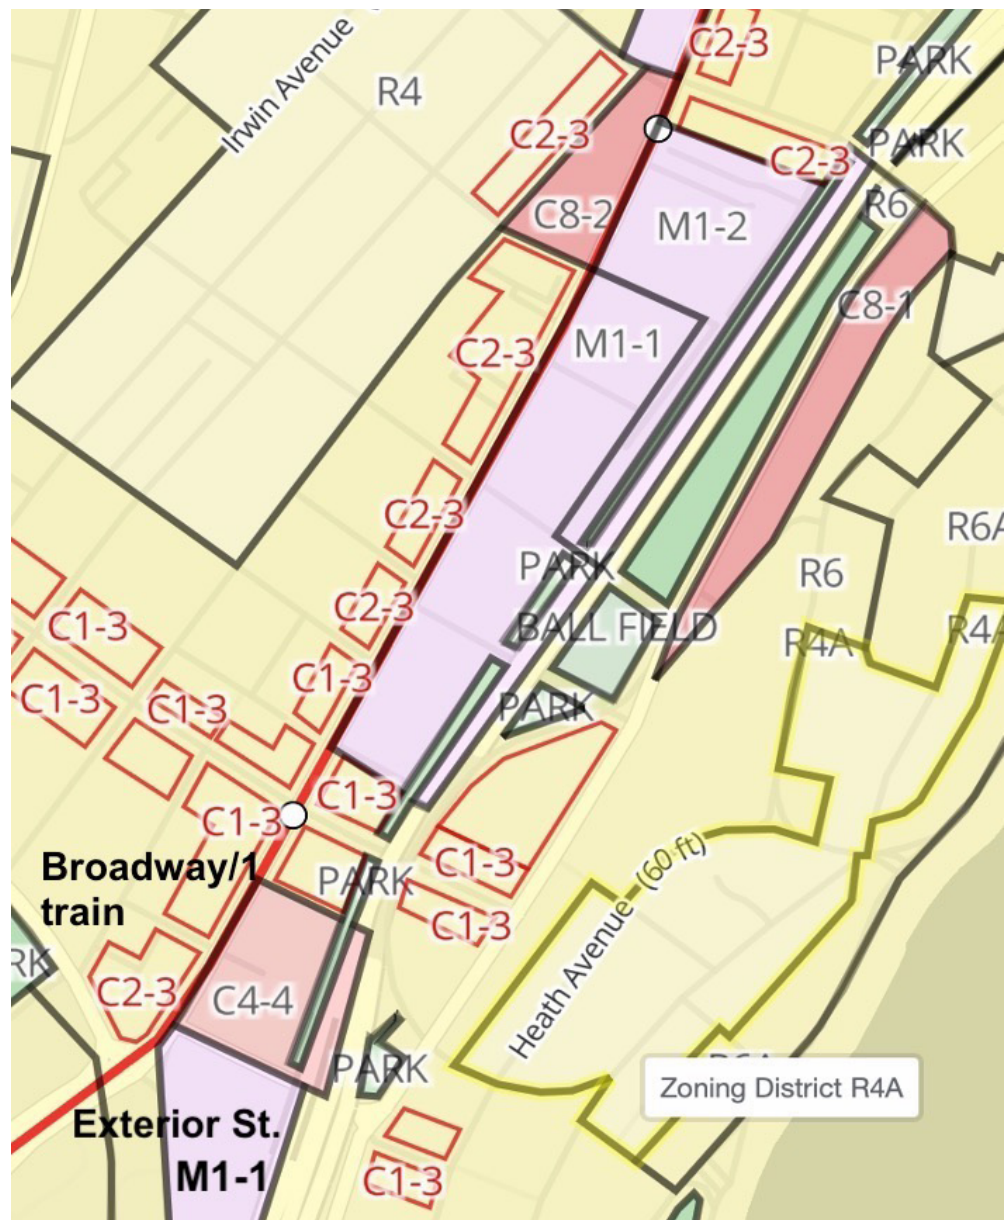 C2-3
PARK
Irwin Avenue
R4
C2-3
PARK
C2-3
R6
C8-2
M1-2
C8-1
M1-1
C2-3
C2-3
R6A
PARK
R6
C2-3
BALL FIELD
C1-3
R4A
R4A
C1-3
C1-3
C1-3
PARK
C1-3
C1-3
Broadway/1
train
C1-3
PARK
Heath Avenue (60 ft)
C1-3
RK
C2-3
C4-4
PARK
R6A
Zoning District R4A
Exterior St.
M1-1
C1-3